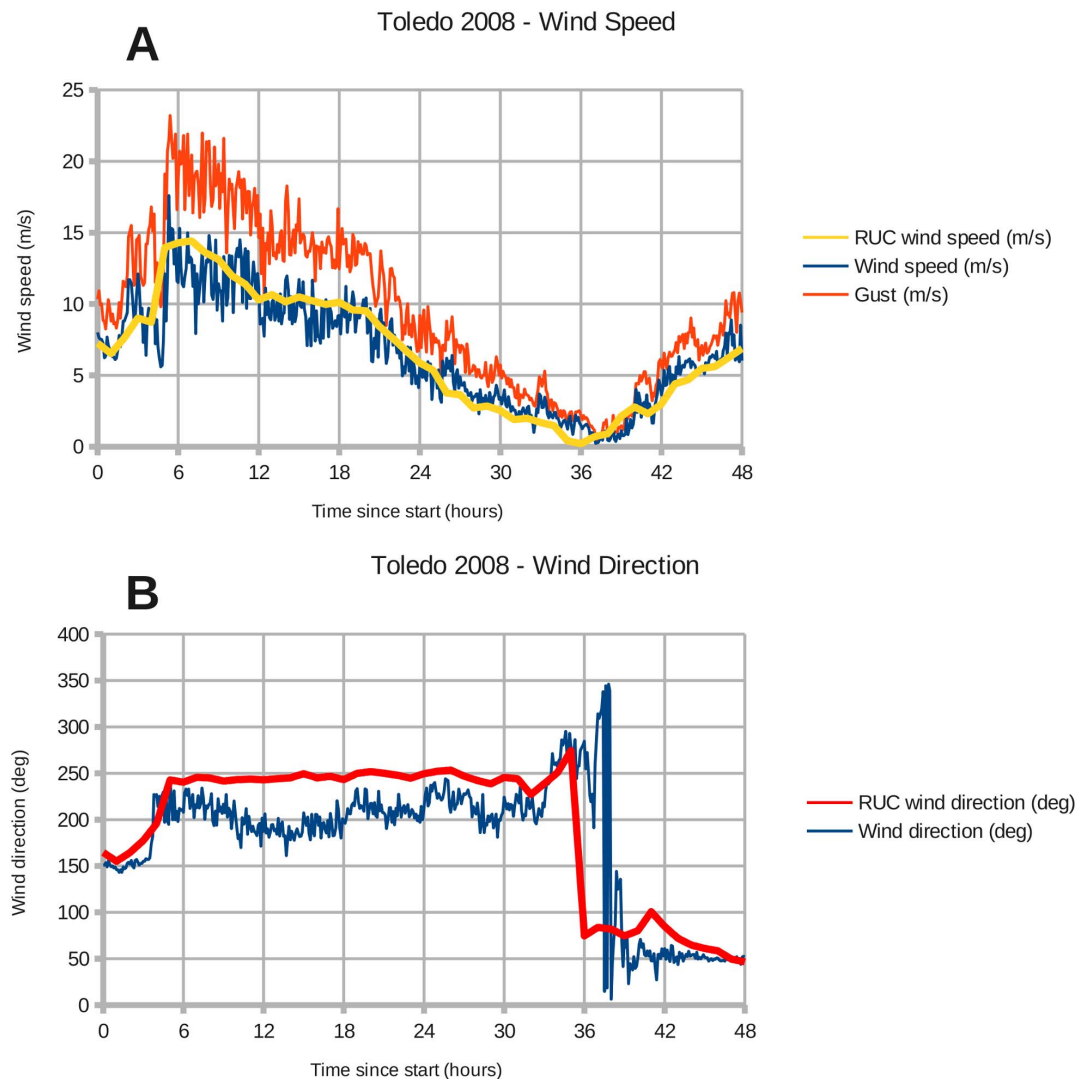 Toledo 2008 - Wind Speed
A
25
20
15
10
5
0
0 6 12 18 24 30 36 42 48
Wind speed (m/s)
Time since start (hours)
RUC wind speed (m/s)
Wind speed (m/s)
Gust (m/s)
Toledo 2008 - Wind Direction
B
400
350
300
250
200
150
100
50
0
0 6 12 18 24 30 36 42 48
Wind direction (deg)
Time since start (hours)
RUC wind direction (deg)
Wind direction (deg)